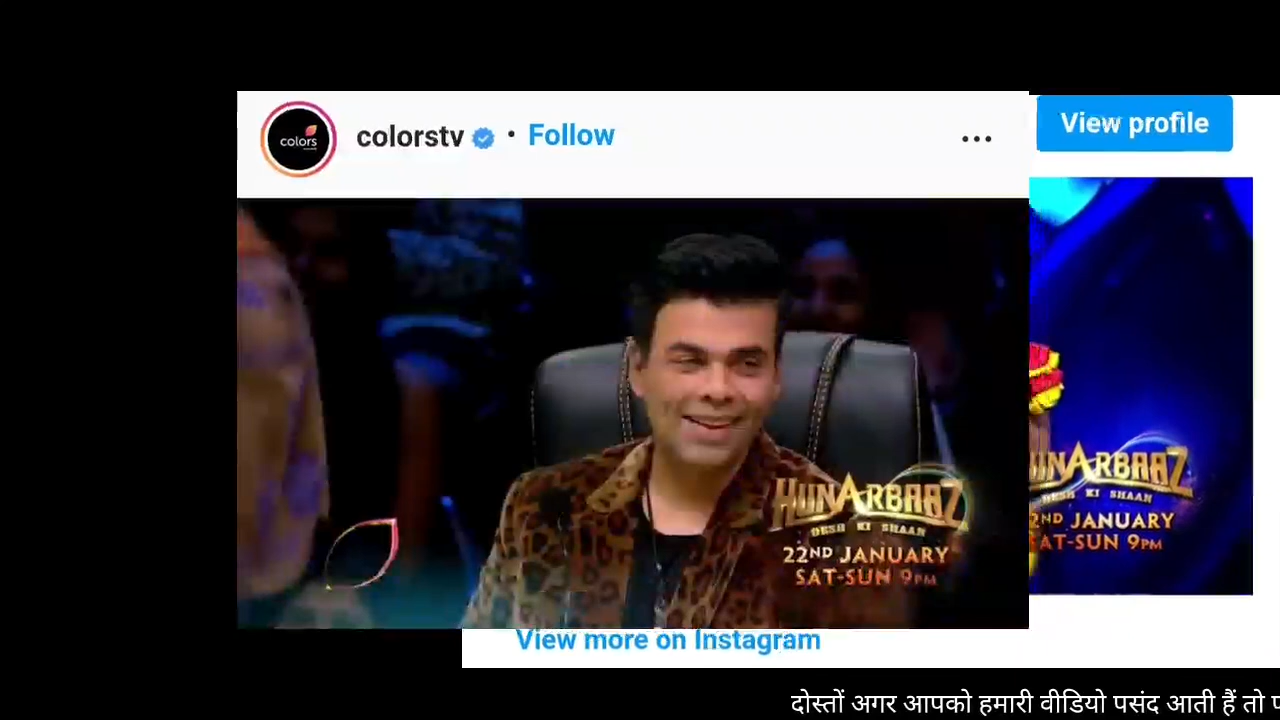 colors
colorstv • Follow
View profile
HUNARBAAZ
DESH KI SHAAN
22ND JANUARY
SAT-SUN 9PM
UNARBAAZ
DESH KI SHAAN
2ND JANUARY
SAT-SUN 9PM
View more on Instagram
दोस्तों अगर आपको हमारी वीडियो पसंद आती हैं तो